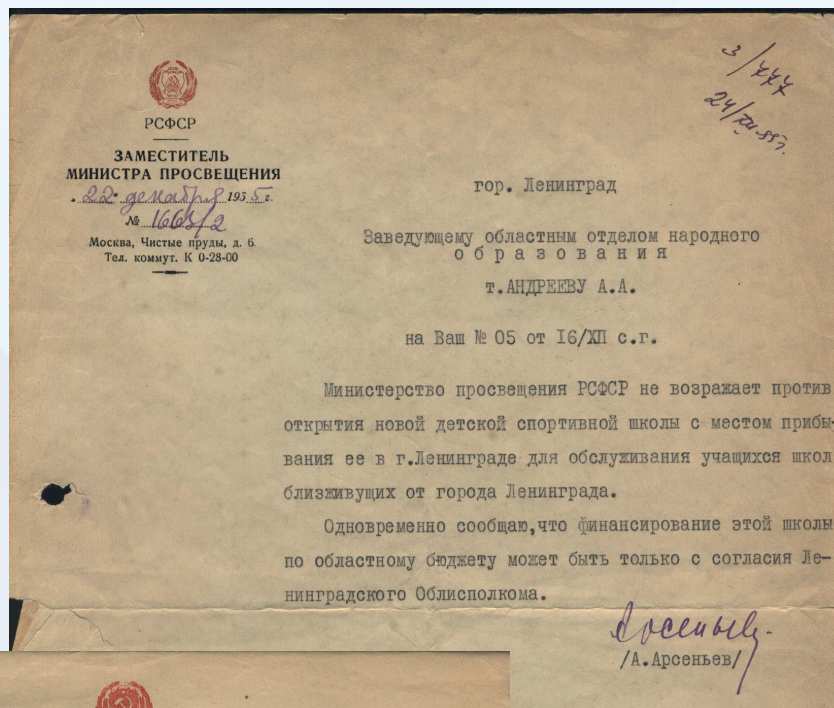 3/777
24/XII-55г.
РСФСР
ЗАМЕСТИТЕЛЬ
МИНИСТРА ПРОСВЕЩЕНИЯ
"22" декабря 1955 г.
№ 1663/2
Москва, Чистые пруды, д. 6.
Тел. коммут. К 0-28-00
гор. Ленинград
Заведующему областным отделом народного
образования
т.АНДРЕЕВУ А.А.
на Ваш № 05 от 16/ХП с.г.
Министерство просвещения РСФСР не возражает против
открытия новой детской спортивной школы с местом прибы-
вания ее в г.Ленинграде для обслуживания учащихся школ
близживущих от города Ленинграда.
Одновременно сообщаю,что финансирование этой школы
по областному бюджету может быть только с согласия Ле-
нинградского Облисполкома.
Арсеньев
/А.Арсеньев/